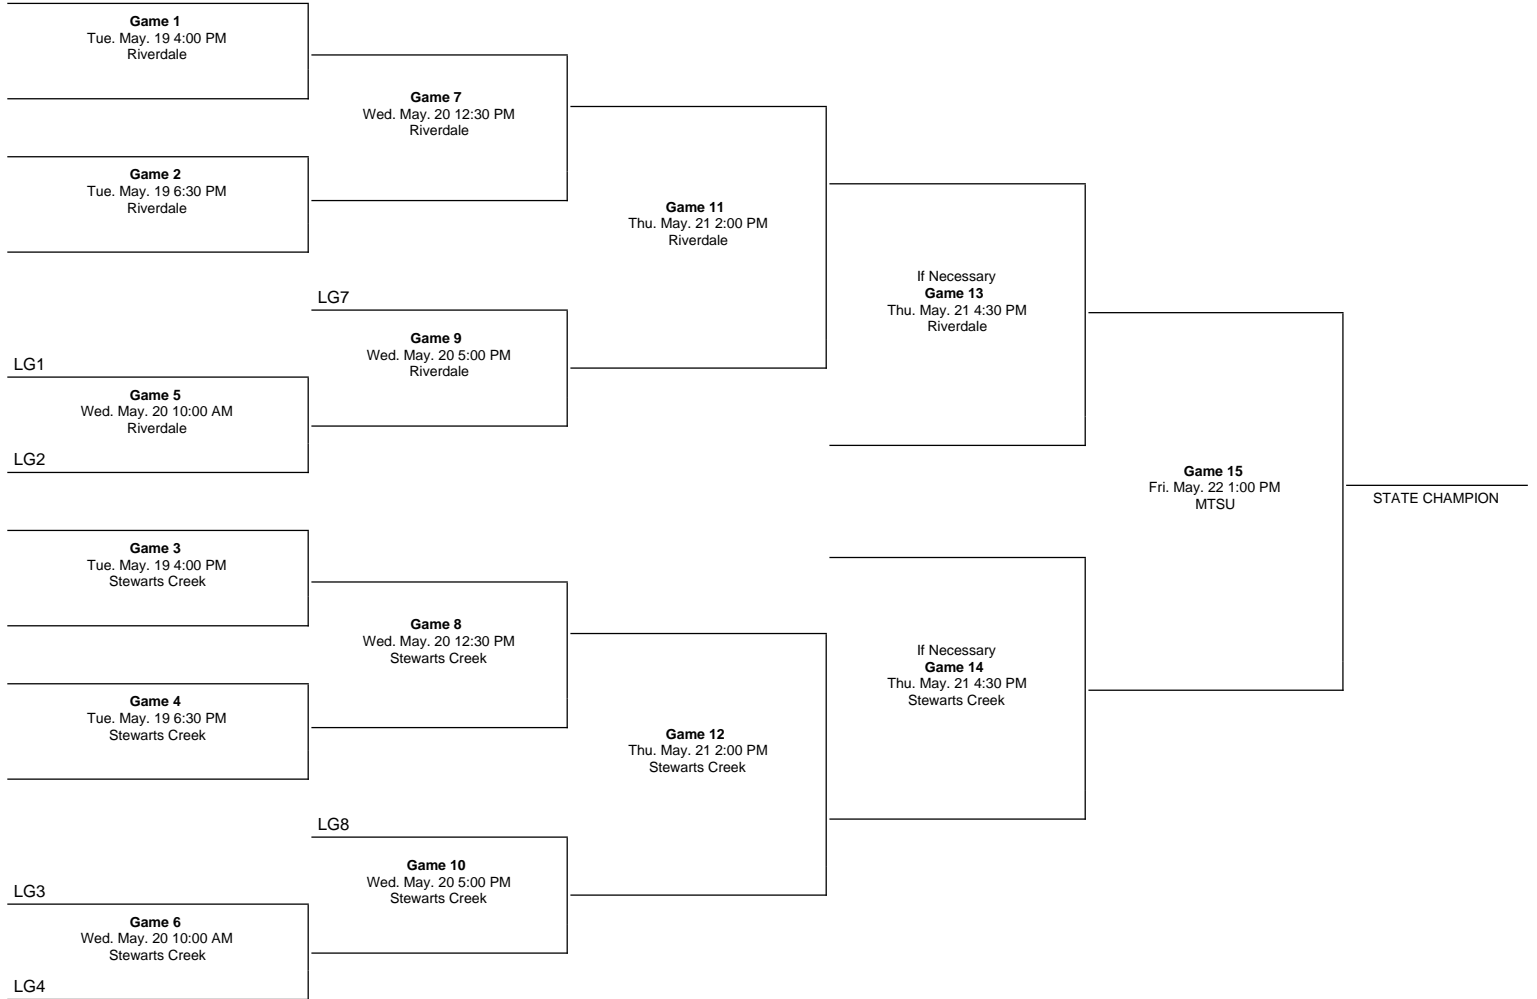 Game 1
Tue. May. 19 4:00 PM
Riverdale
Game 7
Wed. May. 20 12:30 PM
Riverdale
Game 2
Tue. May. 19 6:30 PM
Riverdale
Game 11
Thu. May. 21 2:00 PM
Riverdale
If Necessary
Game 13
Thu. May. 21 4:30 PM
Riverdale
LG7
Game 9
Wed. May. 20 5:00 PM
Riverdale
LG1
Game 5
Wed. May. 20 10:00 AM
Riverdale
LG2
Game 15
Fri. May. 22 1:00 PM
MTSU
STATE CHAMPION
Game 3
Tue. May. 19 4:00 PM
Stewarts Creek
Game 8
Wed. May. 20 12:30 PM
Stewarts Creek
If Necessary
Game 14
Thu. May. 21 4:30 PM
Stewarts Creek
Game 4
Tue. May. 19 6:30 PM
Stewarts Creek
Game 12
Thu. May. 21 2:00 PM
Stewarts Creek
LG8
Game 10
Wed. May. 20 5:00 PM
Stewarts Creek
LG3
Game 6
Wed. May. 20 10:00 AM
Stewarts Creek
LG4